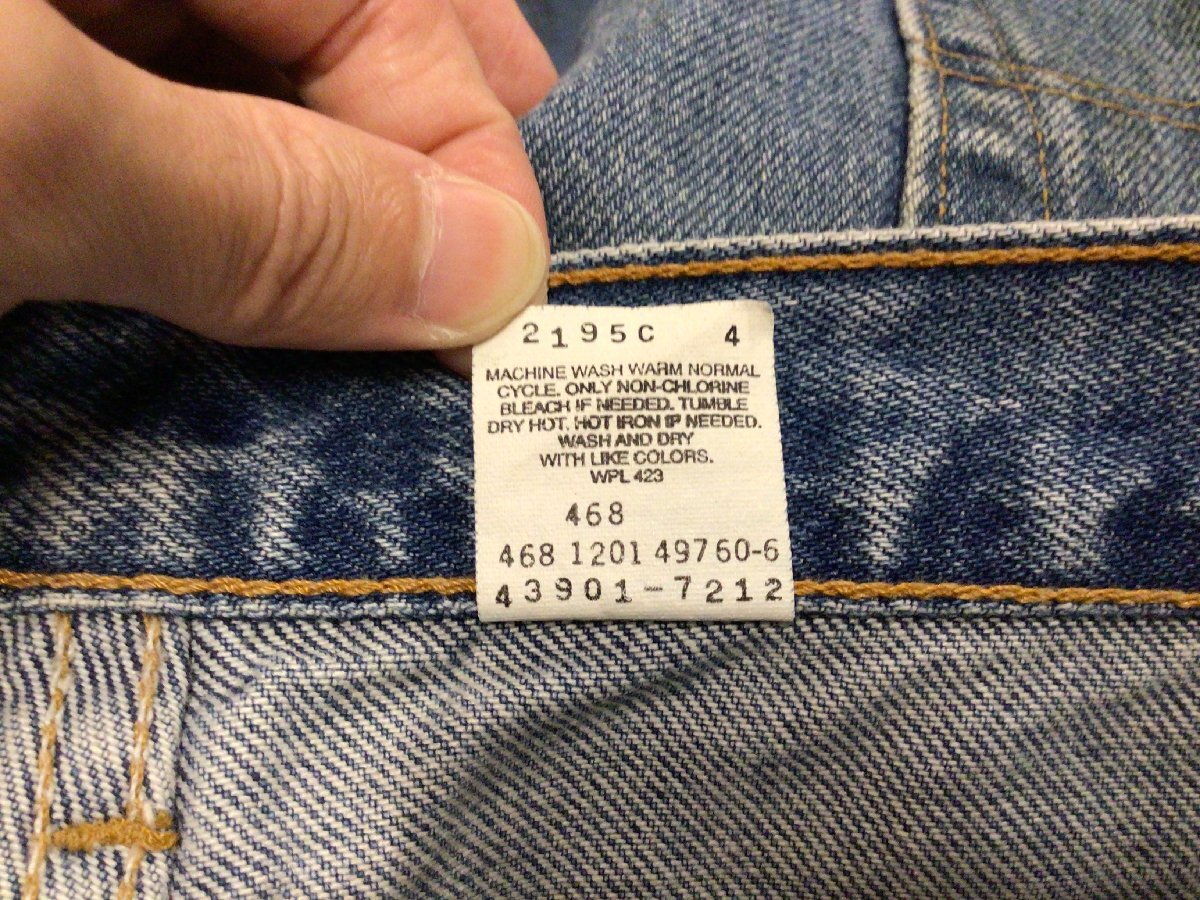 2195C 4
MACHINE WASH WARM NORMAL
CYCLE. ONLY NON-CHLORINE
BLEACH IF NEEDED. TUMBLE
DRY HOT. HOT IRON IF NEEDED.
WASH AND DRY
WITH LIKE COLORS.
WPL 423
468
468 1201 49760-6
43901-7212